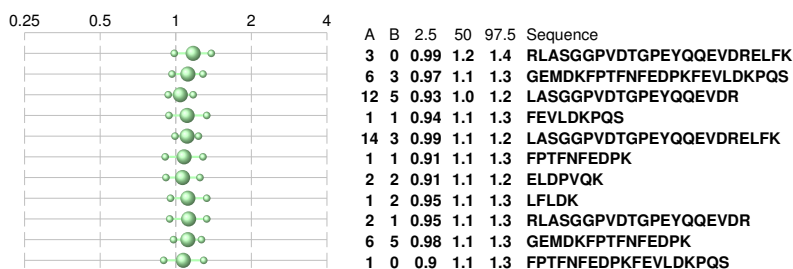 0.25 0.5 1 2 4
A B 2.5 50 97.5 Sequence
3 0 0.99 1.2 1.4 RLASGGPVDTGPEYQQEVDRELFK
6 3 0.97 1.1 1.3 GEMDKFPTFNFEDPKFEVLDKPQS
12 5 0.93 1.0 1.2 LASGGPVDTGPEYQQEVDR
1 1 0.94 1.1 1.3 FEVLDKPQS
14 3 0.99 1.1 1.2 LASGGPVDTGPEYQQEVDRELFK
1 1 0.91 1.1 1.3 FPTFNFEDPK
2 2 0.91 1.1 1.2 ELDPVQK
1 2 0.95 1.1 1.3 LFLDK
2 1 0.95 1.1 1.3 RLASGGPVDTGPEYQQEVDR
6 5 0.98 1.1 1.3 GEMDKFPTFNFEDPK
1 0 0.9 1.1 1.3 FPTFNFEDPKFEVLDKPQS